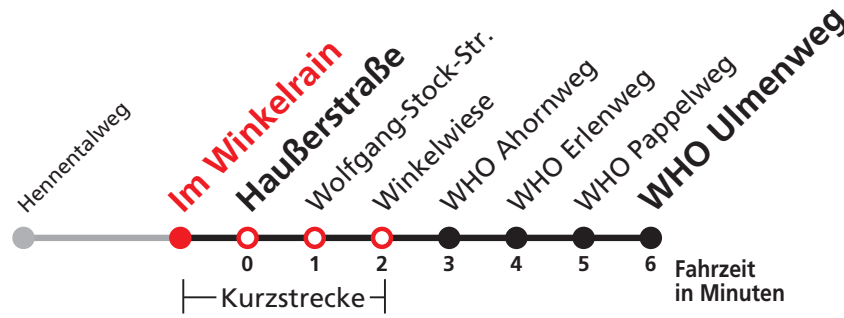 Hennentalweg
Im Winkelrain
Haußerstraße
Wolfgang-Stock-Str.
Winkelwiese
WHO Ahornweg
WHO Erlenweg
WHO Pappelweg
WHO Ulmenweg
0 1 2 3 4 5 6
Fahrzeit
in Minuten
Kurzstrecke